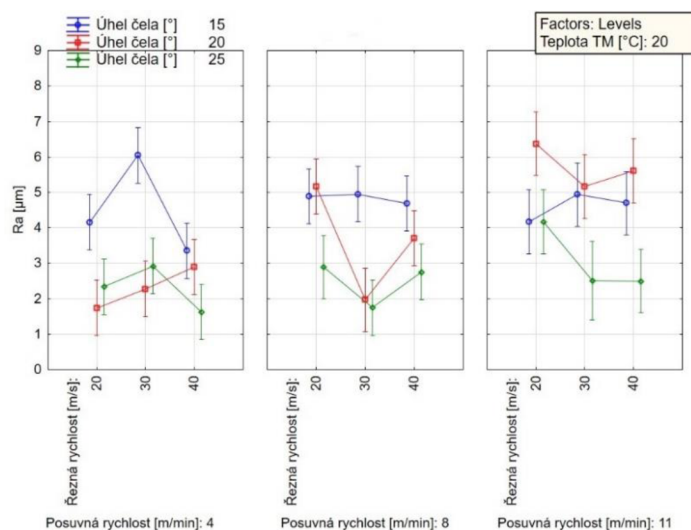 Úhel čela [°] 15
Úhel čela [°] 20
Úhel čela [°] 25
Factors: Levels
Teplota TM [°C]: 20
Ra [µm]
9
8
7
6
5
4
3
2
1
0
Řezná rychlost [m/s]:
20
30
40
Posuvná rychlost [m/min]: 4
Řezná rychlost [m/s]:
20
30
40
Posuvná rychlost [m/min]: 8
Řezná rychlost [m/s]:
20
30
40
Posuvná rychlost [m/min]: 11